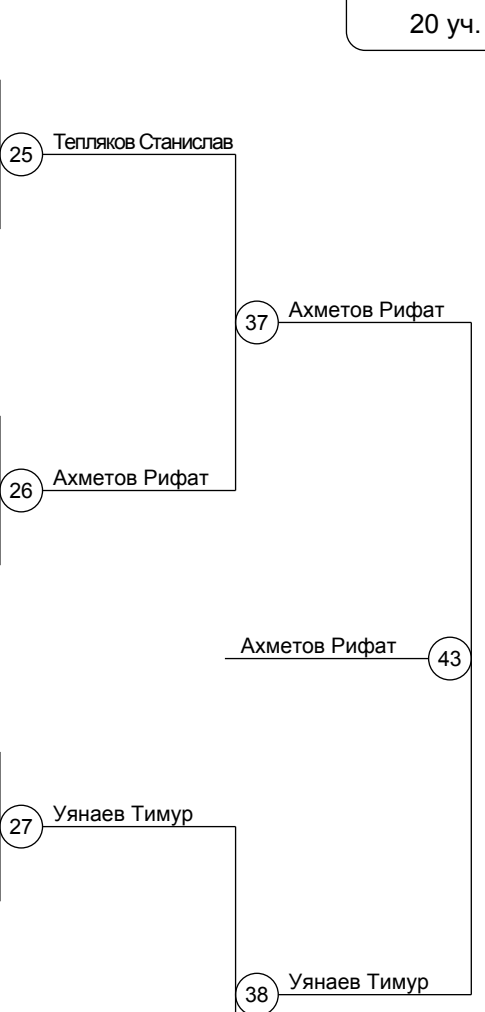 20 уч.
Тепляков Станислав
25
Ахметов Рифат
37
Ахметов Рифат
26
Ахметов Рифат
43
Уянаев Тимур
27
Уянаев Тимур
38